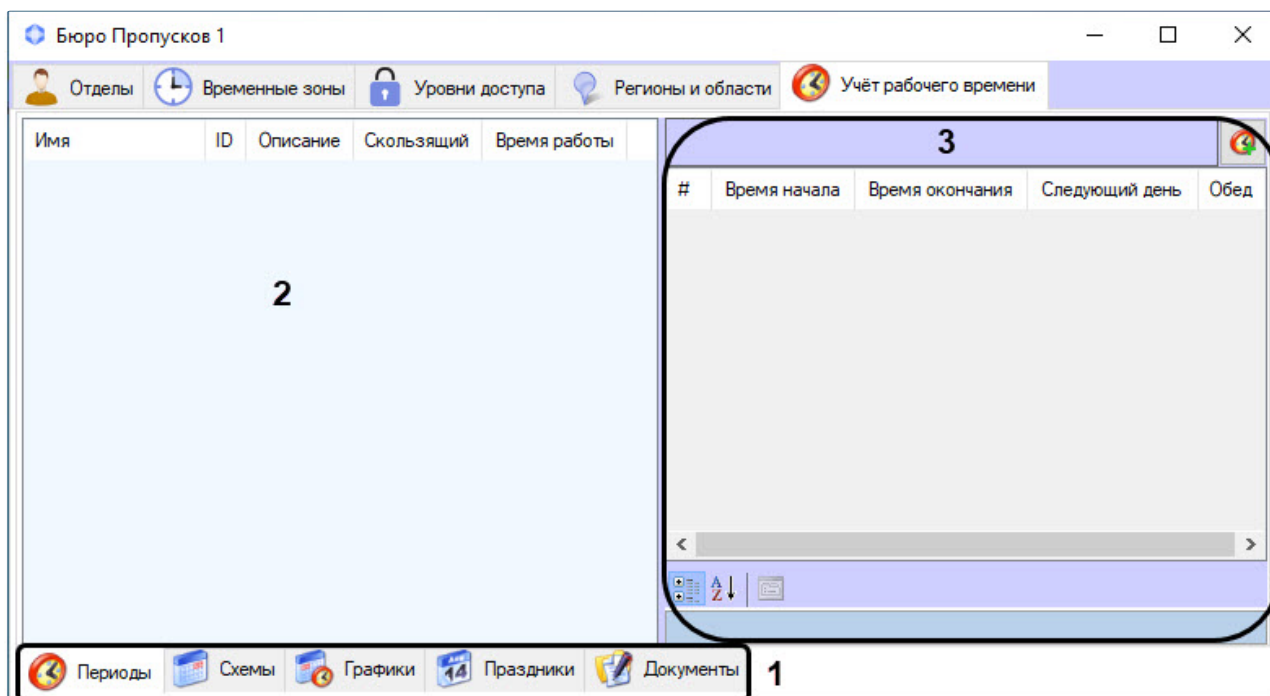 Бюро Пропусков 1
Отделы Временные зоны Уровни доступа Регионы и области Учёт рабочего времени
Имя ID Описание Скользящий Время работы
3
# Время начала Время окончания Следующий день Обед
2
Периоды Схемы Графики 14 Праздники Документы 1